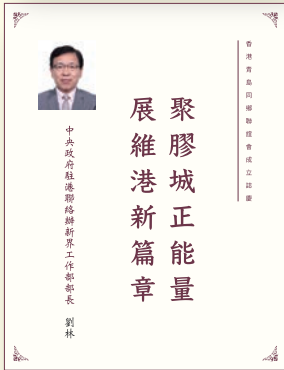 香港青島同鄉聯誼會成立誌慶
聚膠城正能量
展維港新篇章
中央政府駐港聯絡辦新界工作部部長 劉林